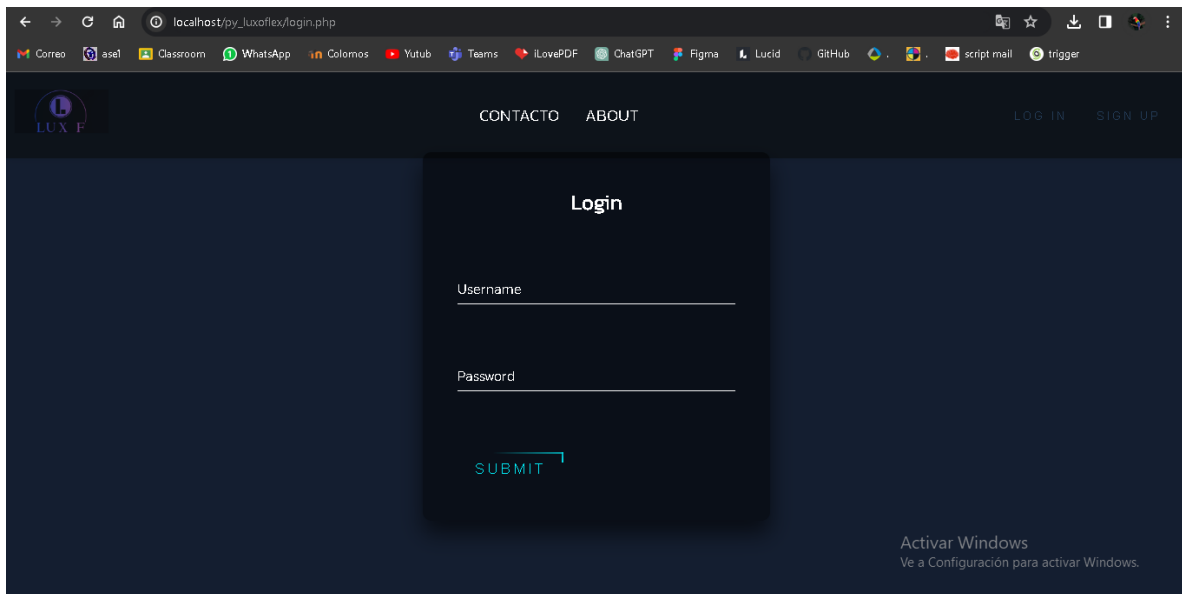 localhost/py_luxoflex/login.php
Correo ase1 Classroom WhatsApp Colomos Yutub Teams iLovePDF ChatGPT Figma Lucid GitHub . . script mail trigger
L
LUX F
CONTACTO ABOUT
LOG IN SIGN UP
Login
Username
Password
SUBMIT
Activar Windows
Ve a Configuración para activar Windows.